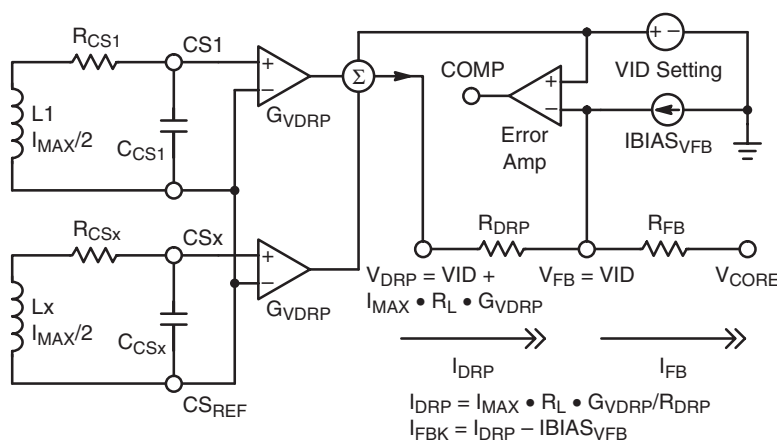 R_CS1
CS1
+
−
G_VDRP
L1
I_MAX/2
C_CS1
Σ
COMP
+
−
Error
Amp
+ −
VID Setting
IBIAS_VFB
R_CSx
CSx
+
−
G_VDRP
Lx
I_MAX/2
C_CSx
CS_REF
R_DRP
R_FB
V_DRP = VID +
I_MAX • R_L • G_VDRP
V_FB = VID
V_CORE
I_DRP
I_FB
I_DRP = I_MAX • R_L • G_VDRP/R_DRP
I_FBK = I_DRP − IBIAS_VFB